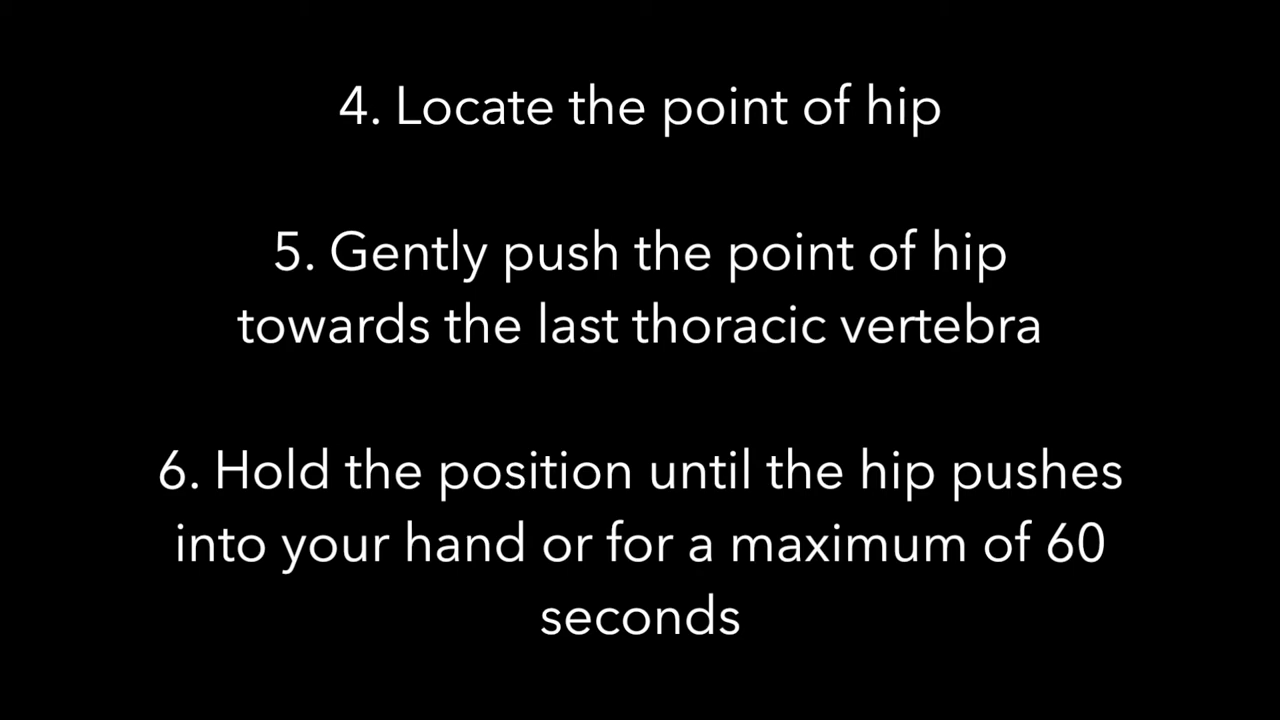 4. Locate the point of hip
5. Gently push the point of hip
towards the last thoracic vertebra
6. Hold the position until the hip pushes
into your hand or for a maximum of 60
seconds